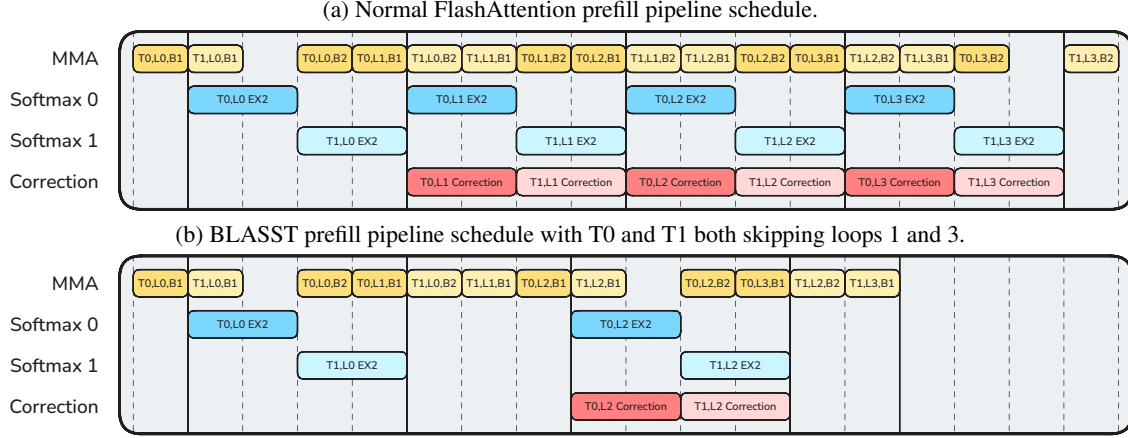 (a) Normal FlashAttention prefill pipeline schedule.
MMA T0,L0,B1 T1,L0,B1 T0,L0,B2 T0,L1,B1 T1,L0,B2 T1,L1,B1 T0,L1,B2 T0,L2,B1 T1,L1,B2 T1,L2,B1 T0,L2,B2 T0,L3,B1 T1,L2,B2 T1,L3,B1 T0,L3,B2 T1,L3,B2
Softmax 0 T0,L0 EX2 T0,L1 EX2 T0,L2 EX2 T0,L3 EX2
Softmax 1 T1,L0 EX2 T1,L1 EX2 T1,L2 EX2 T1,L3 EX2
Correction T0,L1 Correction T1,L1 Correction T0,L2 Correction T1,L2 Correction T0,L3 Correction T1,L3 Correction
(b) BLASST prefill pipeline schedule with T0 and T1 both skipping loops 1 and 3.
MMA T0,L0,B1 T1,L0,B1 T0,L0,B2 T0,L1,B1 T1,L0,B2 T1,L1,B1 T0,L2,B1 T1,L2,B1 T0,L2,B2 T0,L3,B1 T1,L2,B2 T1,L3,B1
Softmax 0 T0,L0 EX2 T0,L2 EX2
Softmax 1 T1,L0 EX2 T1,L2 EX2
Correction T0,L2 Correction T1,L2 Correction